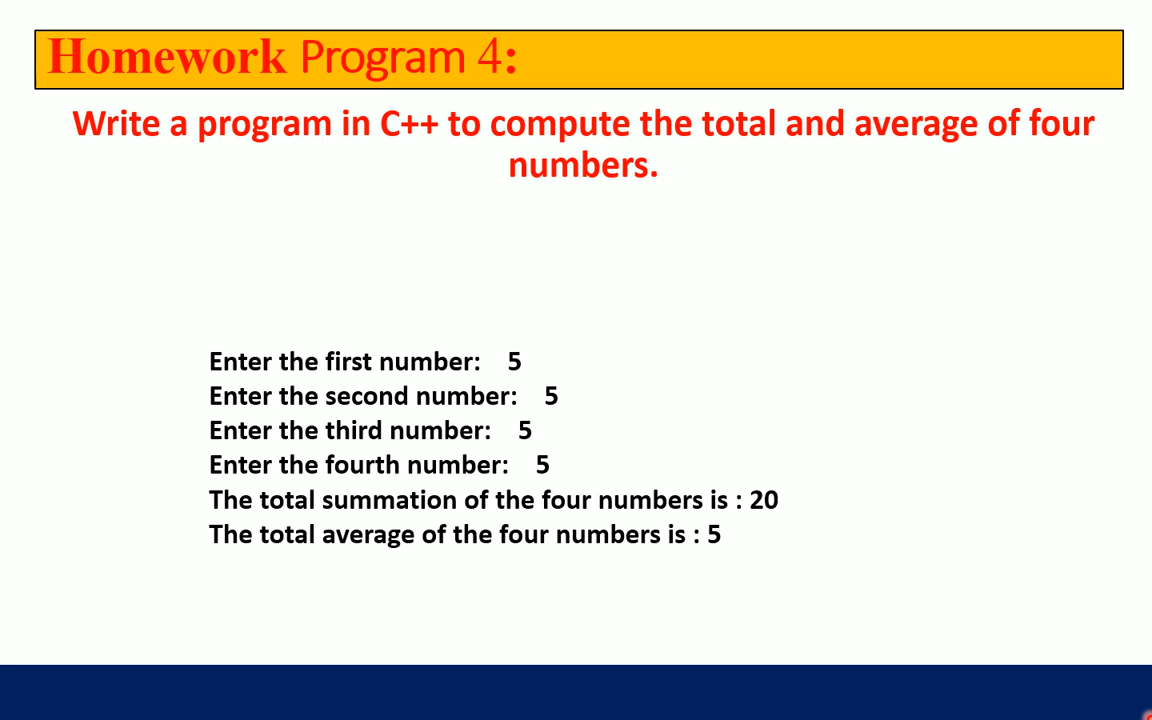 Homework Program 4:
Write a program in C++ to compute the total and average of four
numbers.
Enter the first number: 5
Enter the second number: 5
Enter the third number: 5
Enter the fourth number: 5
The total summation of the four numbers is : 20
The total average of the four numbers is : 5